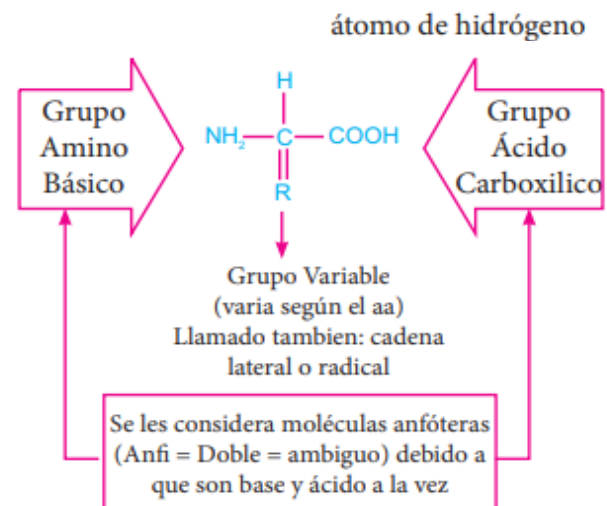 átomo de hidrógeno
Grupo
Amino
Básico
H
NH₂—C—COOH
R
Grupo
Ácido
Carboxilico
Grupo Variable
(varia según el aa)
Llamado tambien: cadena
lateral o radical
Se les considera moléculas anfóteras
(Anfi = Doble = ambiguo) debido a
que son base y ácido a la vez